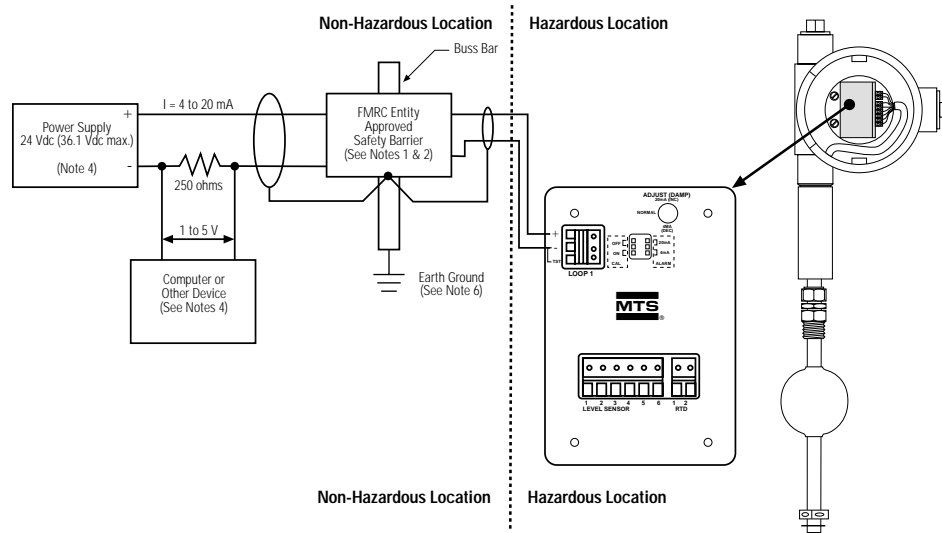 Non-Hazardous Location
Hazardous Location
Buss Bar
I = 4 to 20 mA
+
Power Supply
24 Vdc (36.1 Vdc max.)
(Note 4)
-
250 ohms
FMRC Entity
Approved
Safety Barrier
(See Notes 1 & 2)
1 to 5 V
Computer or
Other Device
(See Notes 4)
Earth Ground
(See Note 6)
ADJUST (DAMP)
20mA (INC)
NORMAL
4MA
(DEC)
+
-
TST
LOOP 1
OFF
ON
CAL
20mA
4mA
ALARM
MTS
®
1 2 3 4 5 6
LEVEL SENSOR
1 2
RTD
Non-Hazardous Location
Hazardous Location